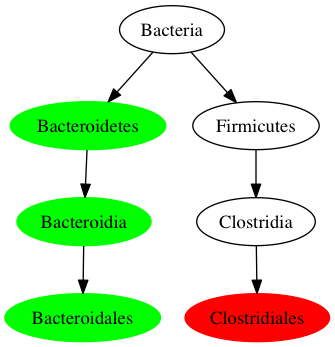 Bacteria
Bacteroidetes
Firmicutes
Bacteroidia
Clostridia
Bacteroidales
Clostridiales